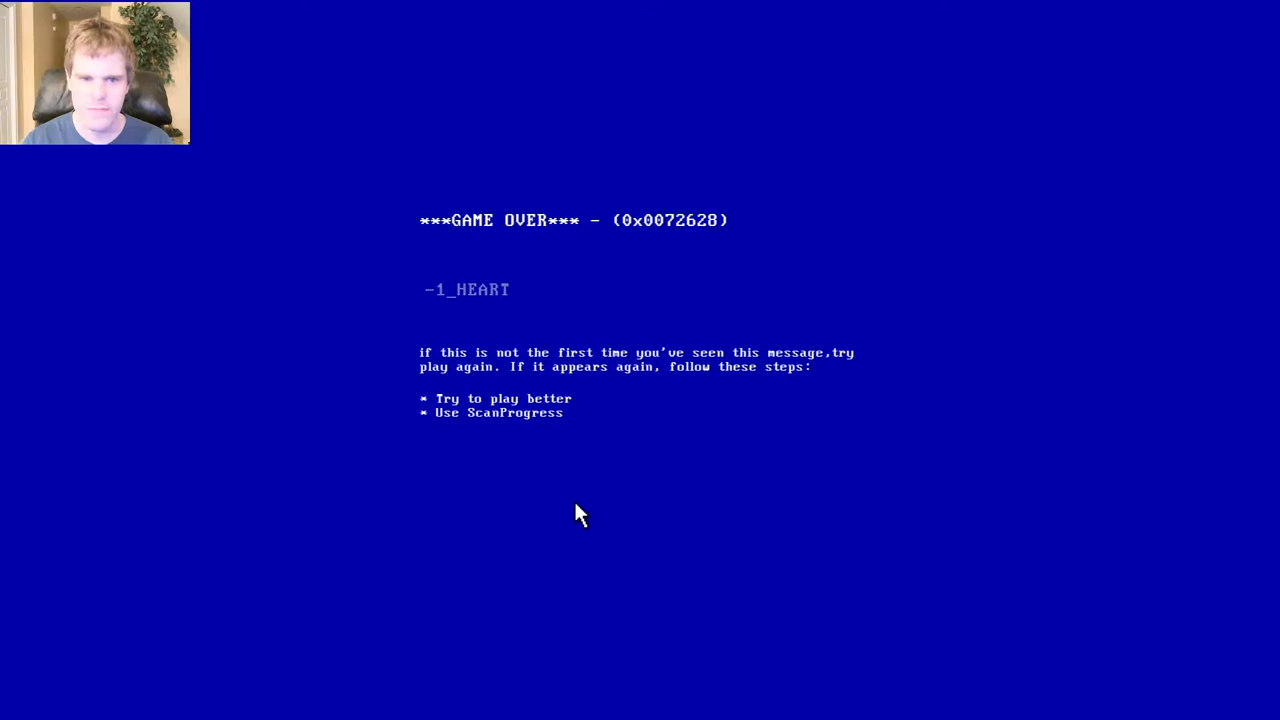 ***GAME OVER*** - (0x0072628)
-1_HEART
if this is not the first time you've seen this message,try
play again. If it appears again, follow these steps:
* Try to play better
* Use ScanProgress